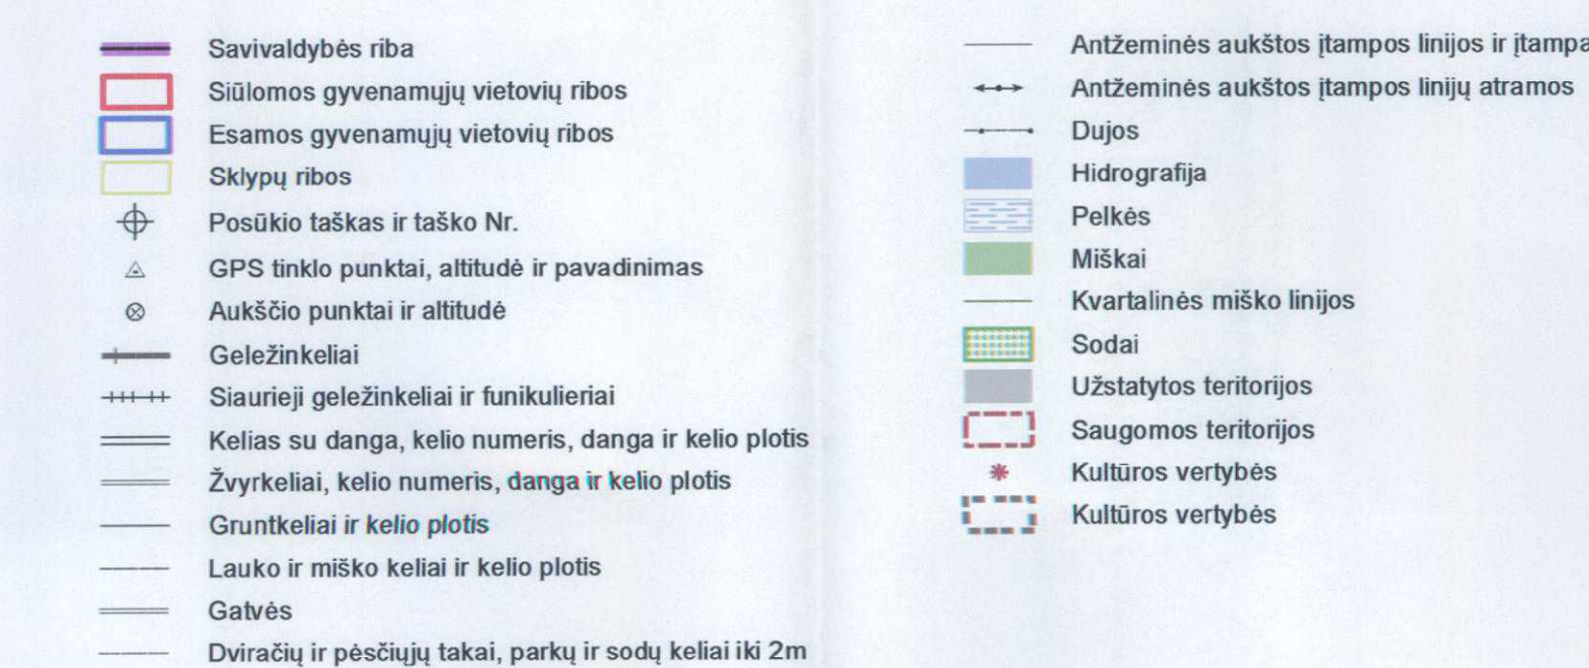 Savivaldybės riba
Siūlomos gyvenamųjų vietovių ribos
Esamos gyvenamųjų vietovių ribos
Sklypų ribos
Posūkio taškas ir taško Nr.
GPS tinklo punktai, altitudė ir pavadinimas
Aukščio punktai ir altitudė
Geležinkeliai
Siaurieji geležinkeliai ir funikulieriai
Kelias su danga, kelio numeris, danga ir kelio plotis
Žvyrkeliai, kelio numeris, danga ir kelio plotis
Gruntkeliai ir kelio plotis
Lauko ir miško keliai ir kelio plotis
Gatvės
Dviračių ir pėsčiųjų takai, parkų ir sodų keliai iki 2m
Antžeminės aukštos įtampos linijos ir įtampa
Antžeminės aukštos įtampos linijų atramos
Dujos
Hidrografija
Pelkės
Miškai
Kvartalinės miško linijos
Sodai
Užstatytos teritorijos
Saugomos teritorijos
Kultūros vertybės
Kultūros vertybės